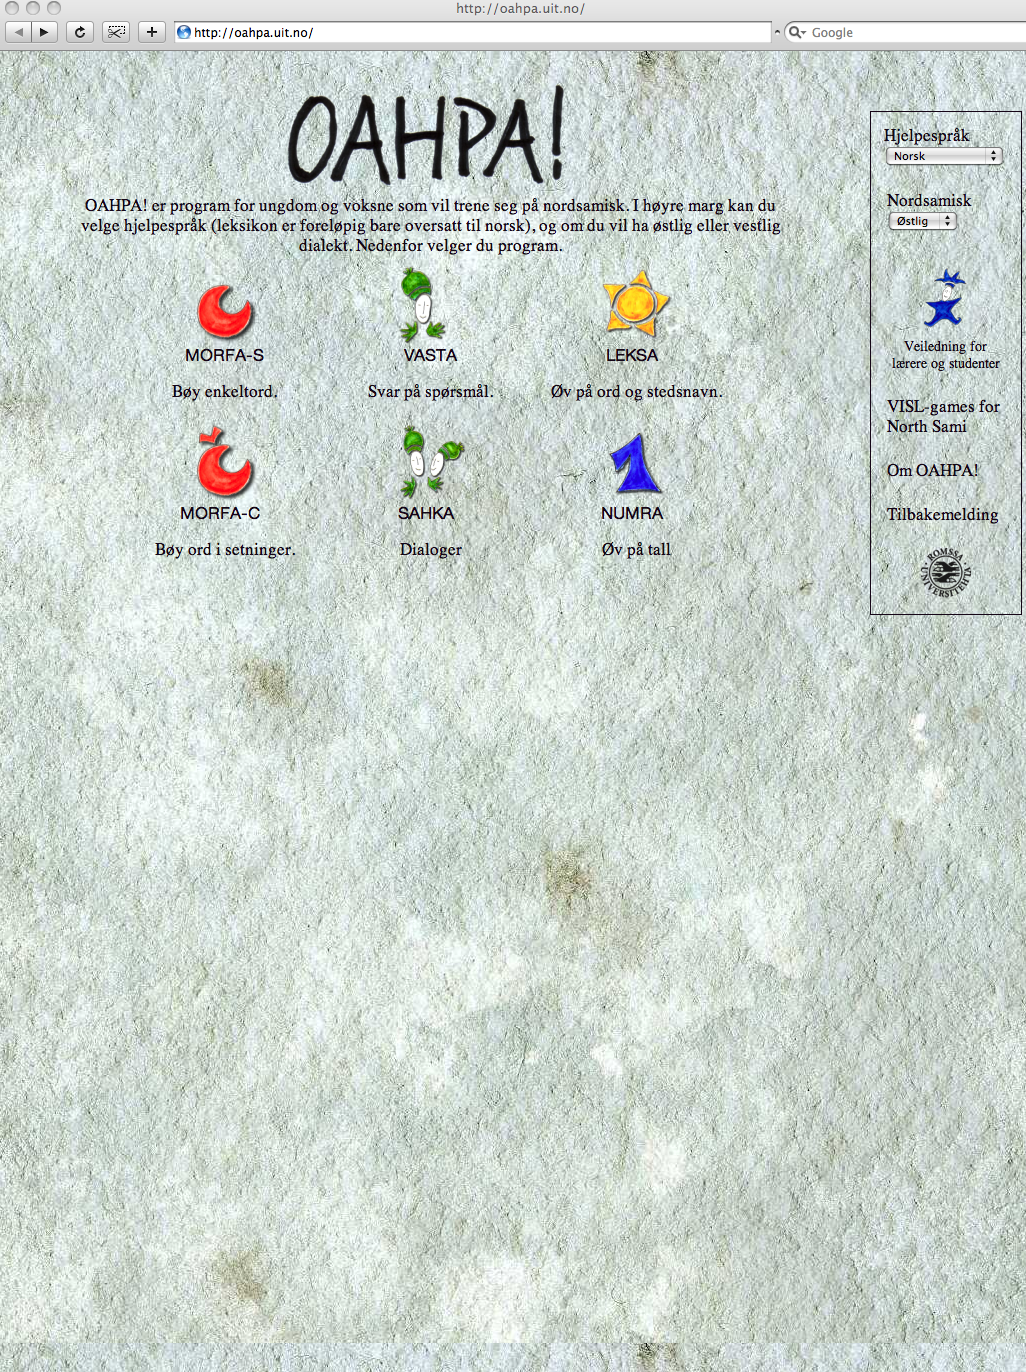 http://oahpa.uit.no/
http://oahpa.uit.no/
Google
OAHPA!
OAHPA! er program for ungdom og voksne som vil trene seg på nordsamisk. I høyre marg kan du
velge hjelpespråk (leksikon er foreløpig bare oversatt til norsk), og om du vil ha østlig eller vestlig
dialekt. Nedenfor velger du program.
MORFA-S
VASTA
LEKSA
Bøy enkeltord.
Svar på spørsmål.
Øv på ord og stedsnavn.
MORFA-C
SAHKA
NUMRA
Bøy ord i setninger.
Dialoger
Øv på tall
Hjelpespråk
Norsk
Nordsamisk
Østlig
Veiledning for
lærere og studenter
VISL-games for
North Sami
Om OAHPA!
Tilbakemelding
ROMSSA
UNIVERSITEHTA